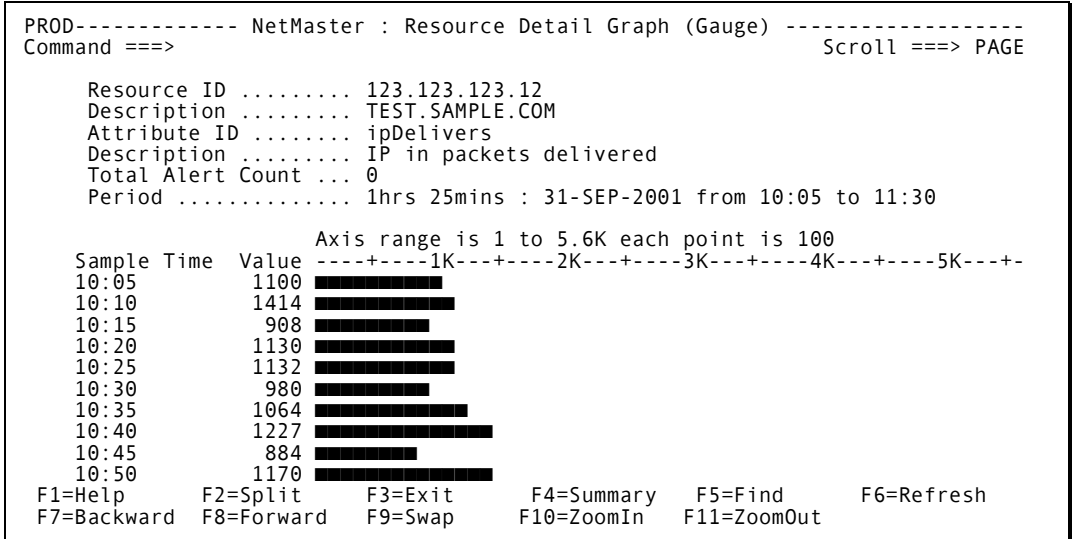 PROD------------- NetMaster : Resource Detail Graph (Gauge) -------------------
Command ===> Scroll ===> PAGE
Resource ID ......... 123.123.123.12
Description ......... TEST.SAMPLE.COM
Attribute ID ........ ipDelivers
Description ......... IP in packets delivered
Total Alert Count ... 0
Period .............. 1hrs 25mins : 31-SEP-2001 from 10:05 to 11:30
Axis range is 1 to 5.6K each point is 100
Sample Time Value ----+----1K---+----2K---+----3K---+----4K---+----5K---+-
10:05 1100
10:10 1414
10:15 908
10:20 1130
10:25 1132
10:30 980
10:35 1064
10:40 1227
10:45 884
10:50 1170
F1=Help F2=Split F3=Exit F4=Summary F5=Find F6=Refresh
F7=Backward F8=Forward F9=Swap F10=ZoomIn F11=ZoomOut